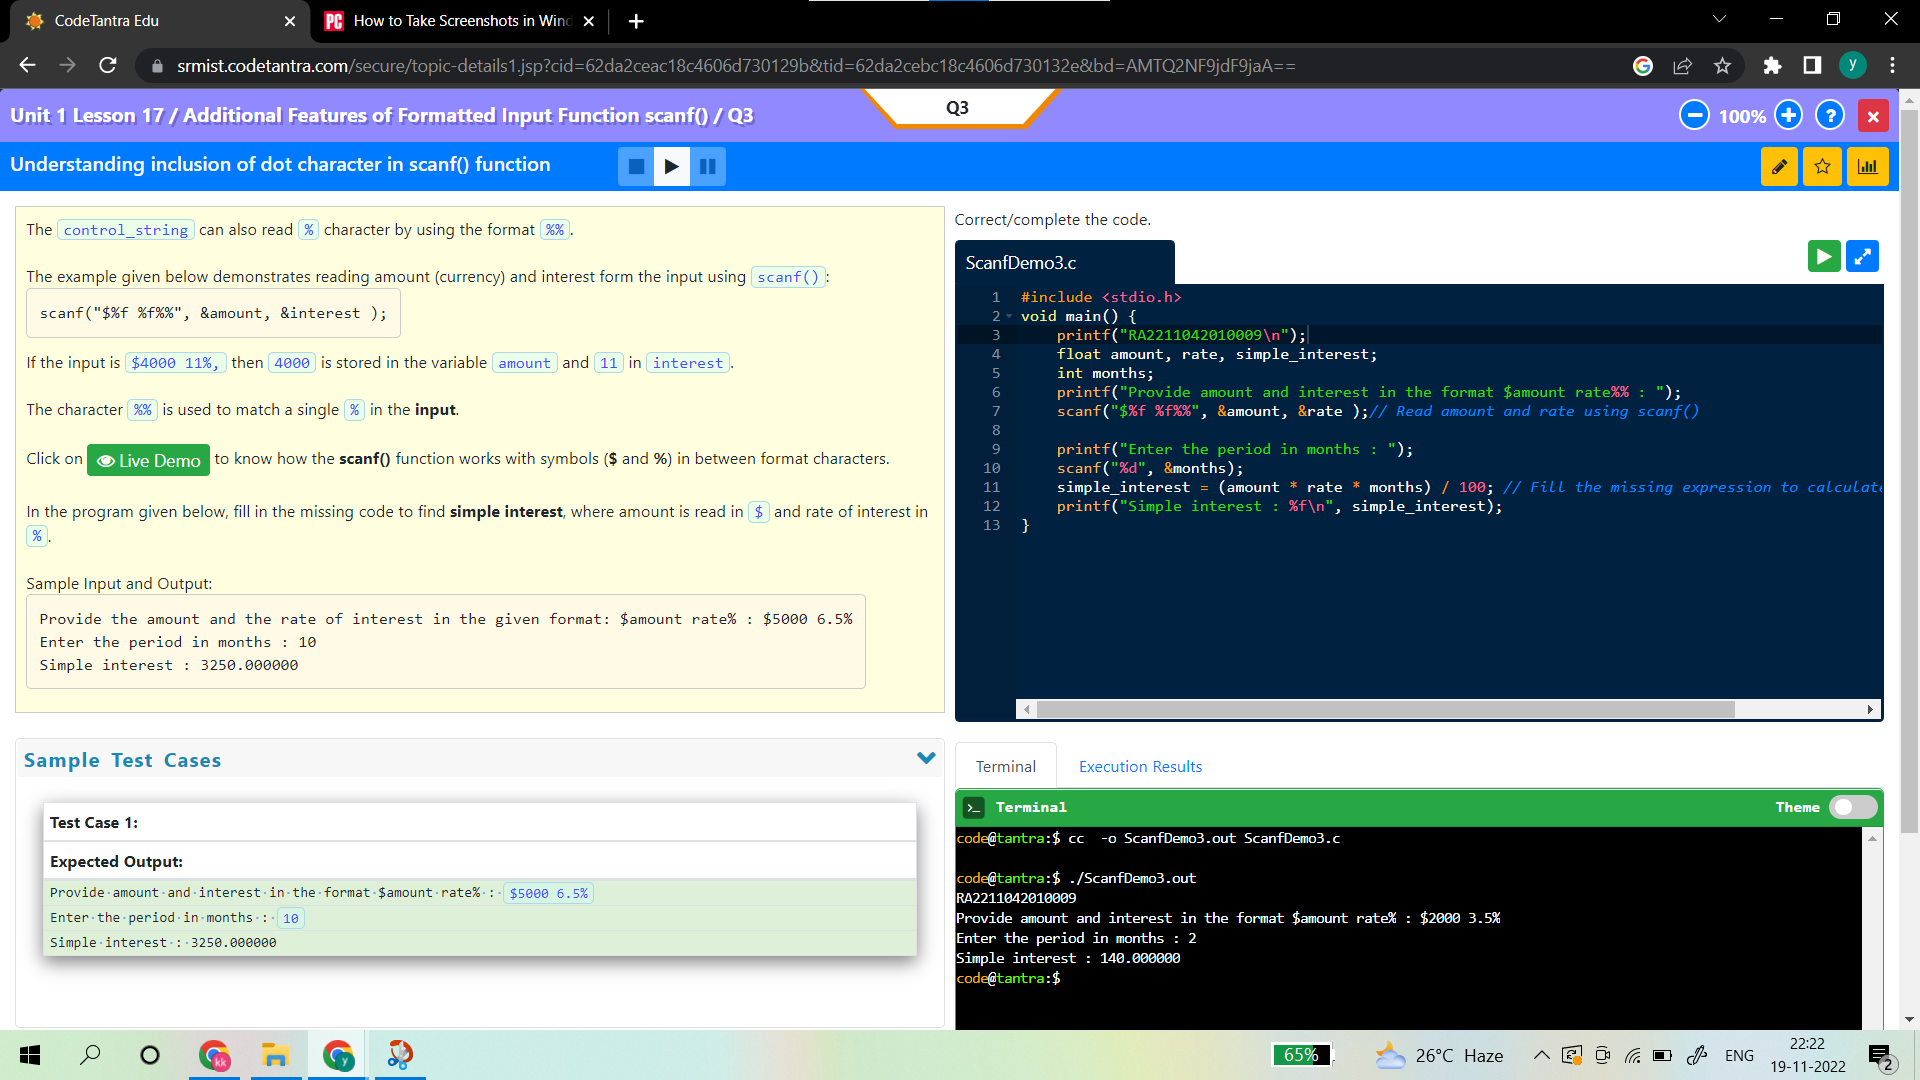 CodeTantra Edu
How to Take Screenshots in Wind
srmist.codetantra.com/secure/topic-details1.jsp?cid=62da2ceac18c4606d730129b&tid=62da2cebc18c4606d730132e&bd=AMTQ2NF9jdF9jaA==
Unit 1 Lesson 17 / Additional Features of Formatted Input Function scanf() / Q3
Q3
100%
Understanding inclusion of dot character in scanf() function
The control_string can also read % character by using the format %%.
The example given below demonstrates reading amount (currency) and interest form the input using scanf():
scanf("$%f %f%%", &amount, &interest );
If the input is $4000 11%, then 4000 is stored in the variable amount and 11 in interest.
The character %% is used to match a single % in the input.
Click on Live Demo to know how the scanf() function works with symbols ($ and %) in between format characters.
In the program given below, fill in the missing code to find simple interest, where amount is read in $ and rate of interest in
%.
Sample Input and Output:
Provide the amount and the rate of interest in the given format: $amount rate% : $5000 6.5%
Enter the period in months : 10
Simple interest : 3250.000000
Sample Test Cases
Test Case 1:
Expected Output:
Provide·amount·and·interest·in·the·format·$amount·rate%·:·$5000 6.5%
Enter·the·period·in·months·:·10
Simple·interest·:·3250.000000
Correct/complete the code.
ScanfDemo3.c
1 #include <stdio.h>
2 void main() {
3 printf("RA2211042010009\n");
4 float amount, rate, simple_interest;
5 int months;
6 printf("Provide amount and interest in the format $amount rate%% : ");
7 scanf("$%f %f%%", &amount, &rate );// Read amount and rate using scanf()
8
9 printf("Enter the period in months : ");
10 scanf("%d", &months);
11 simple_interest = (amount * rate * months) / 100; // Fill the missing expression to calculate
12 printf("Simple interest : %f\n", simple_interest);
13 }
Terminal Execution Results
Terminal Theme
code@tantra:$ cc -o ScanfDemo3.out ScanfDemo3.c
code@tantra:$ ./ScanfDemo3.out
RA2211042010009
Provide amount and interest in the format $amount rate% : $2000 3.5%
Enter the period in months : 2
Simple interest : 140.000000
code@tantra:$
kk
y
65%
26°C Haze
ENG
22:22
19-11-2022
2